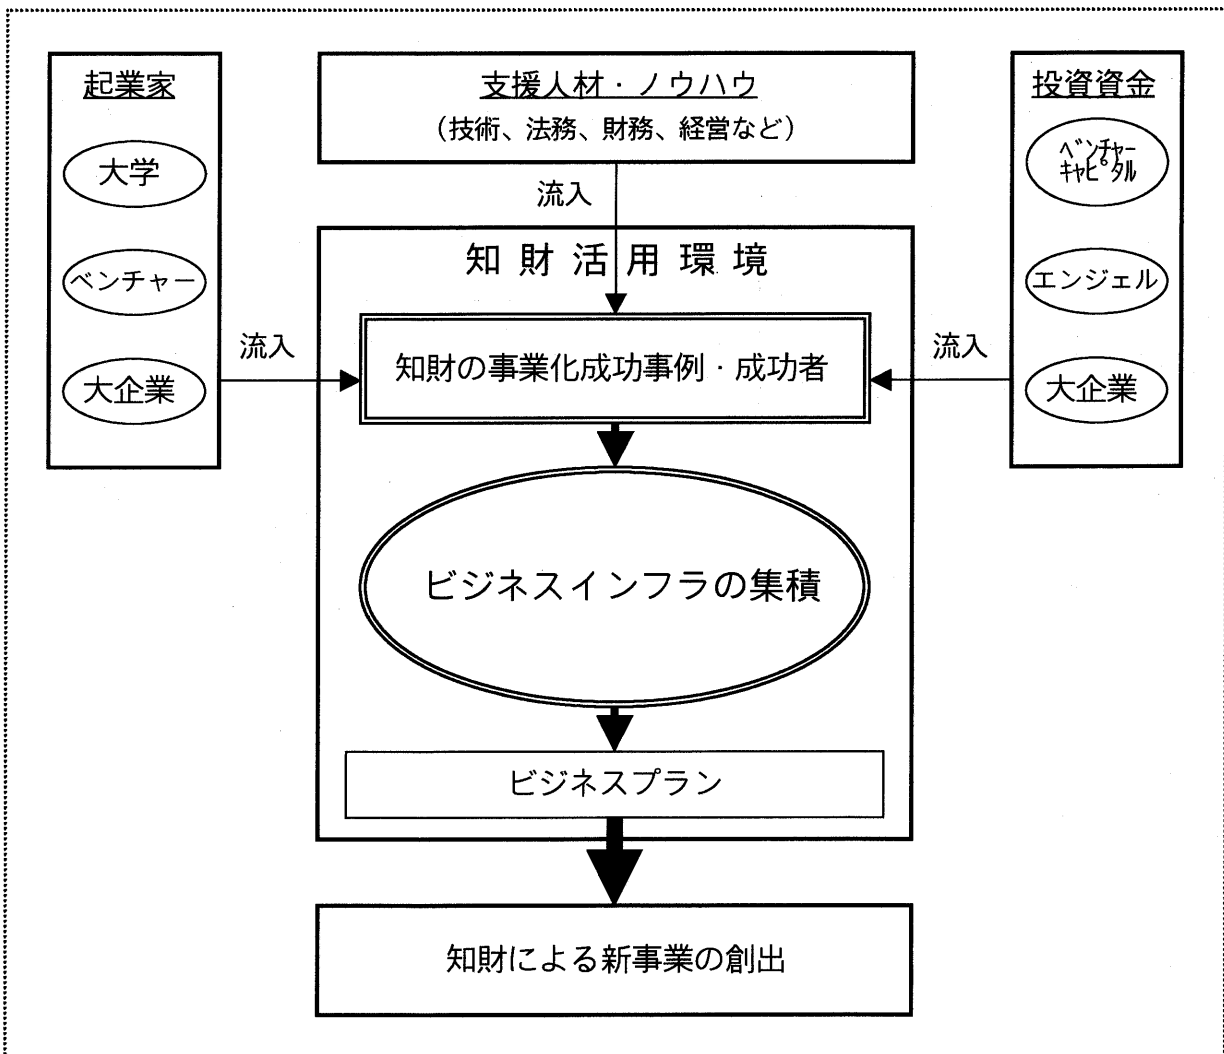 起業家
大学
ベンチャー
大企業
支援人材・ノウハウ
（技術、法務、財務、経営など）
投資資金
ﾍﾞﾝﾁｬｰ
ｷｬﾋﾟﾀﾙ
エンジェル
大企業
流入
流入
流入
知財活用環境
知財の事業化成功事例・成功者
ビジネスインフラの集積
ビジネスプラン
知財による新事業の創出